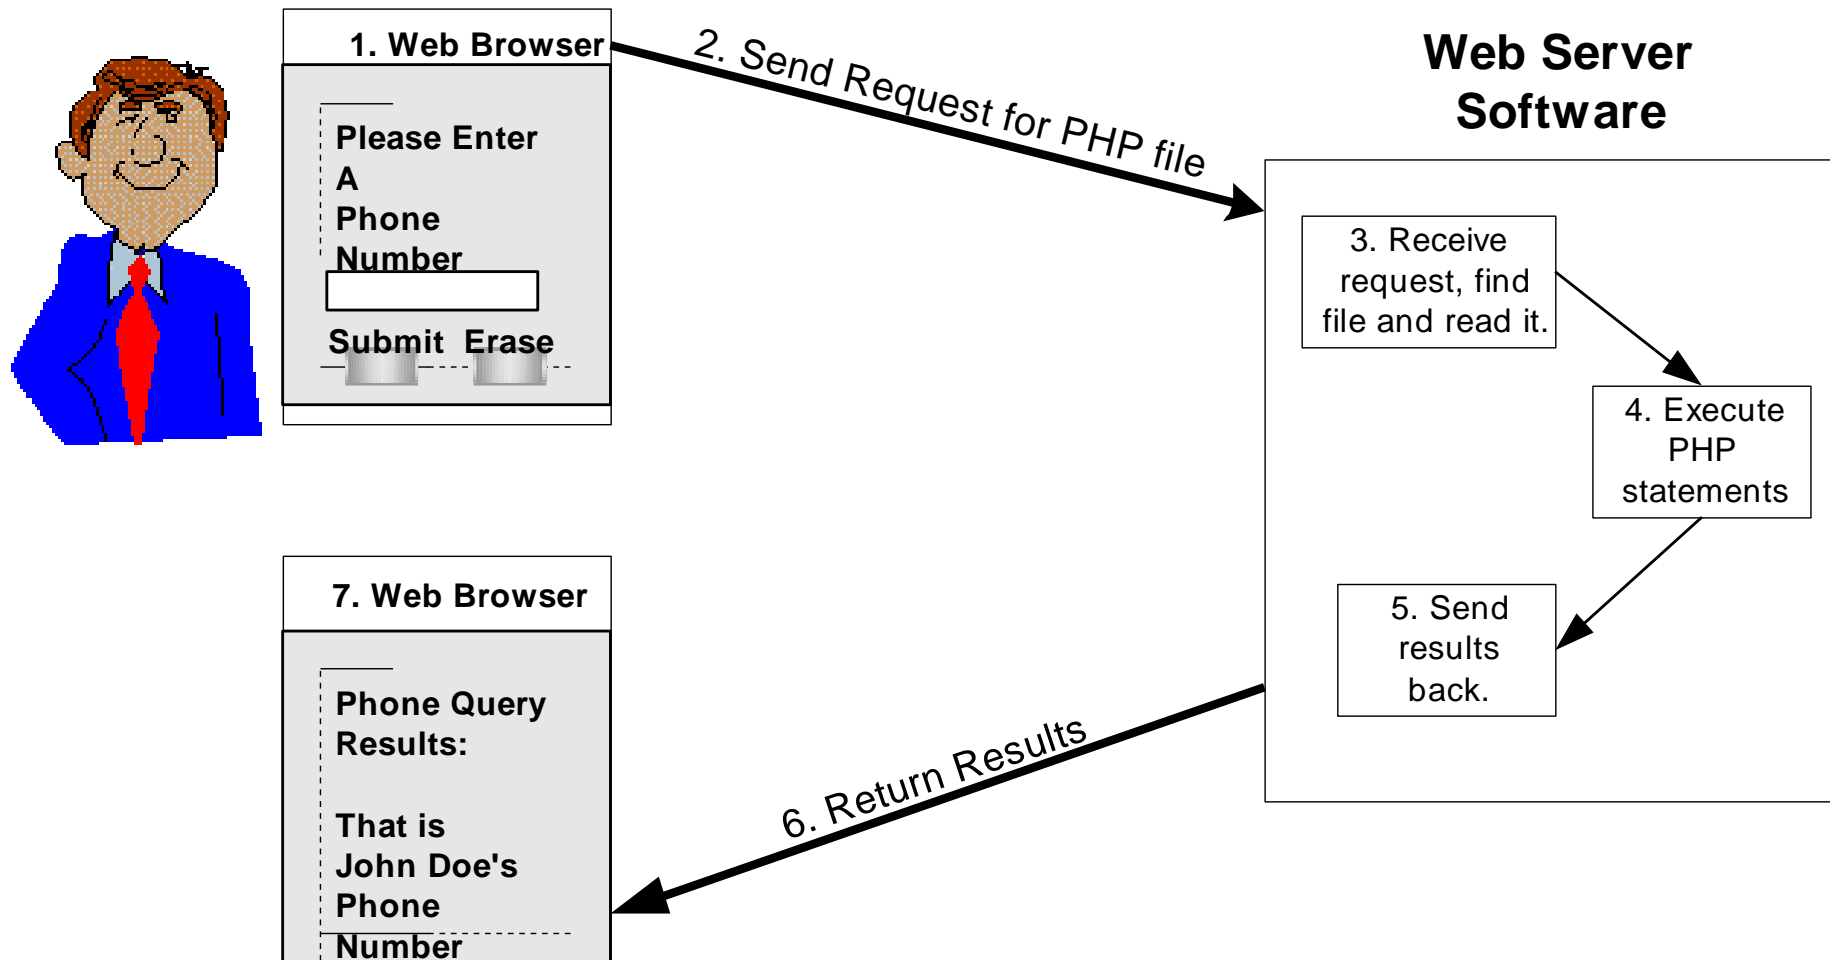 1. Web Browser
Please Enter
A
Phone
Number
Submit Erase
2. Send Request for PHP file
Web Server
Software
3. Receive
request, find
file and read it.
4. Execute
PHP
statements
5. Send
results
back.
6. Return Results
7. Web Browser
Phone Query
Results:
That is
John Doe's
Phone
Number